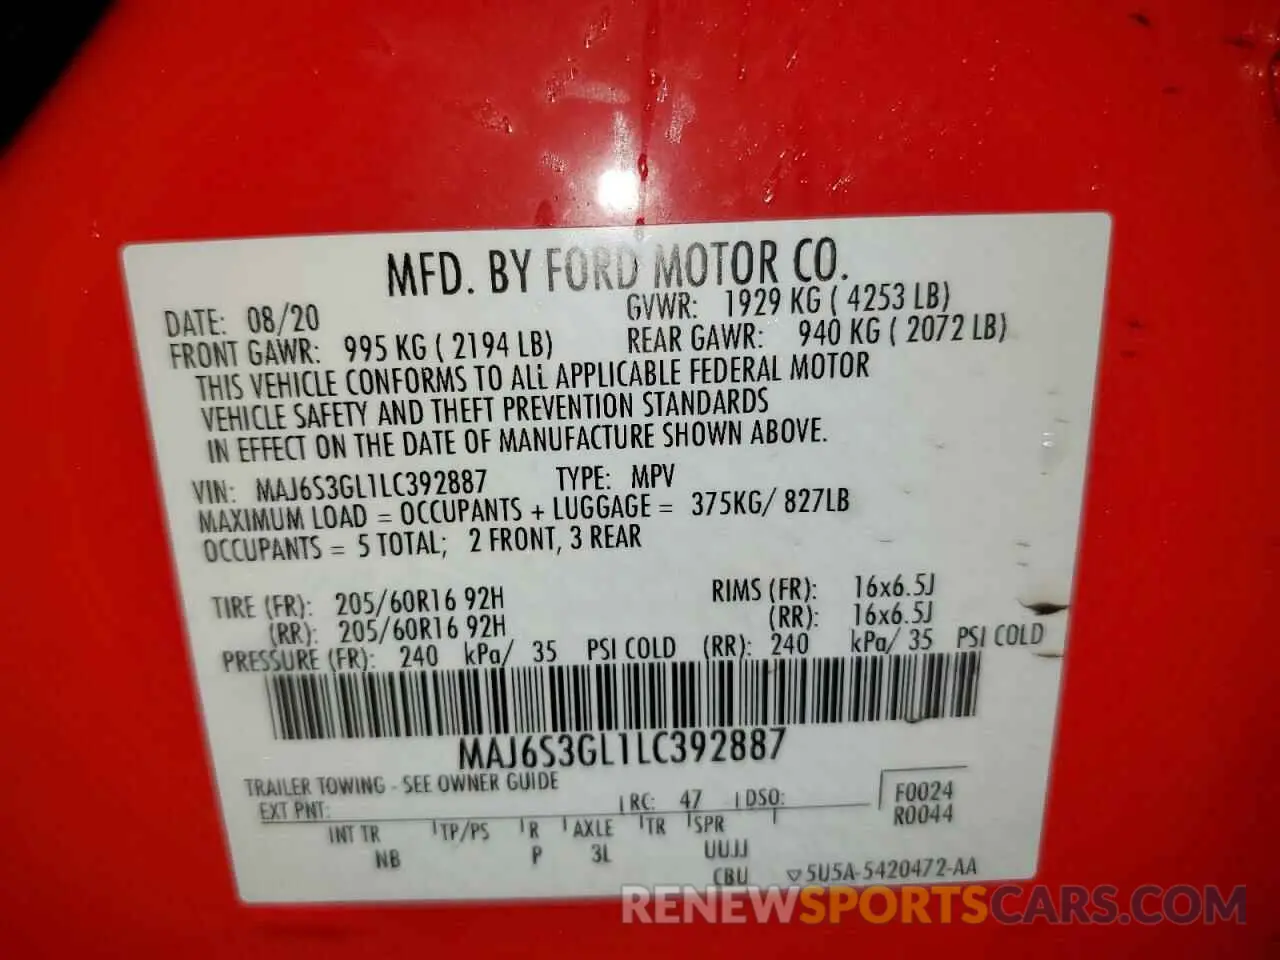 MFD. BY FORD MOTOR CO.
DATE: 08/20 GVWR: 1929 KG ( 4253 LB)
FRONT GAWR: 995 KG ( 2194 LB) REAR GAWR: 940 KG ( 2072 LB)
THIS VEHICLE CONFORMS TO ALL APPLICABLE FEDERAL MOTOR
VEHICLE SAFETY AND THEFT PREVENTION STANDARDS
IN EFFECT ON THE DATE OF MANUFACTURE SHOWN ABOVE.
VIN: MAJ6S3GL1LC392887 TYPE: MPV
MAXIMUM LOAD = OCCUPANTS + LUGGAGE = 375KG/ 827LB
OCCUPANTS = 5 TOTAL; 2 FRONT, 3 REAR
TIRE (FR): 205/60R16 92H RIMS (FR): 16x6.5J
(RR): 205/60R16 92H (RR): 16x6.5J
PRESSURE (FR): 240 kPa/ 35 PSI COLD (RR): 240 kPa/ 35 PSI COLD
MAJ6S3GL1LC392887
TRAILER TOWING - SEE OWNER GUIDE
EXT PNT: RC: 47 DSO: F0024
R0044
INT TR TP/PS R AXLE TR SPR
NB P 3L UUJJ
CBU 5U5A-5420472-AA
RENEWSPORTSCARS.COM